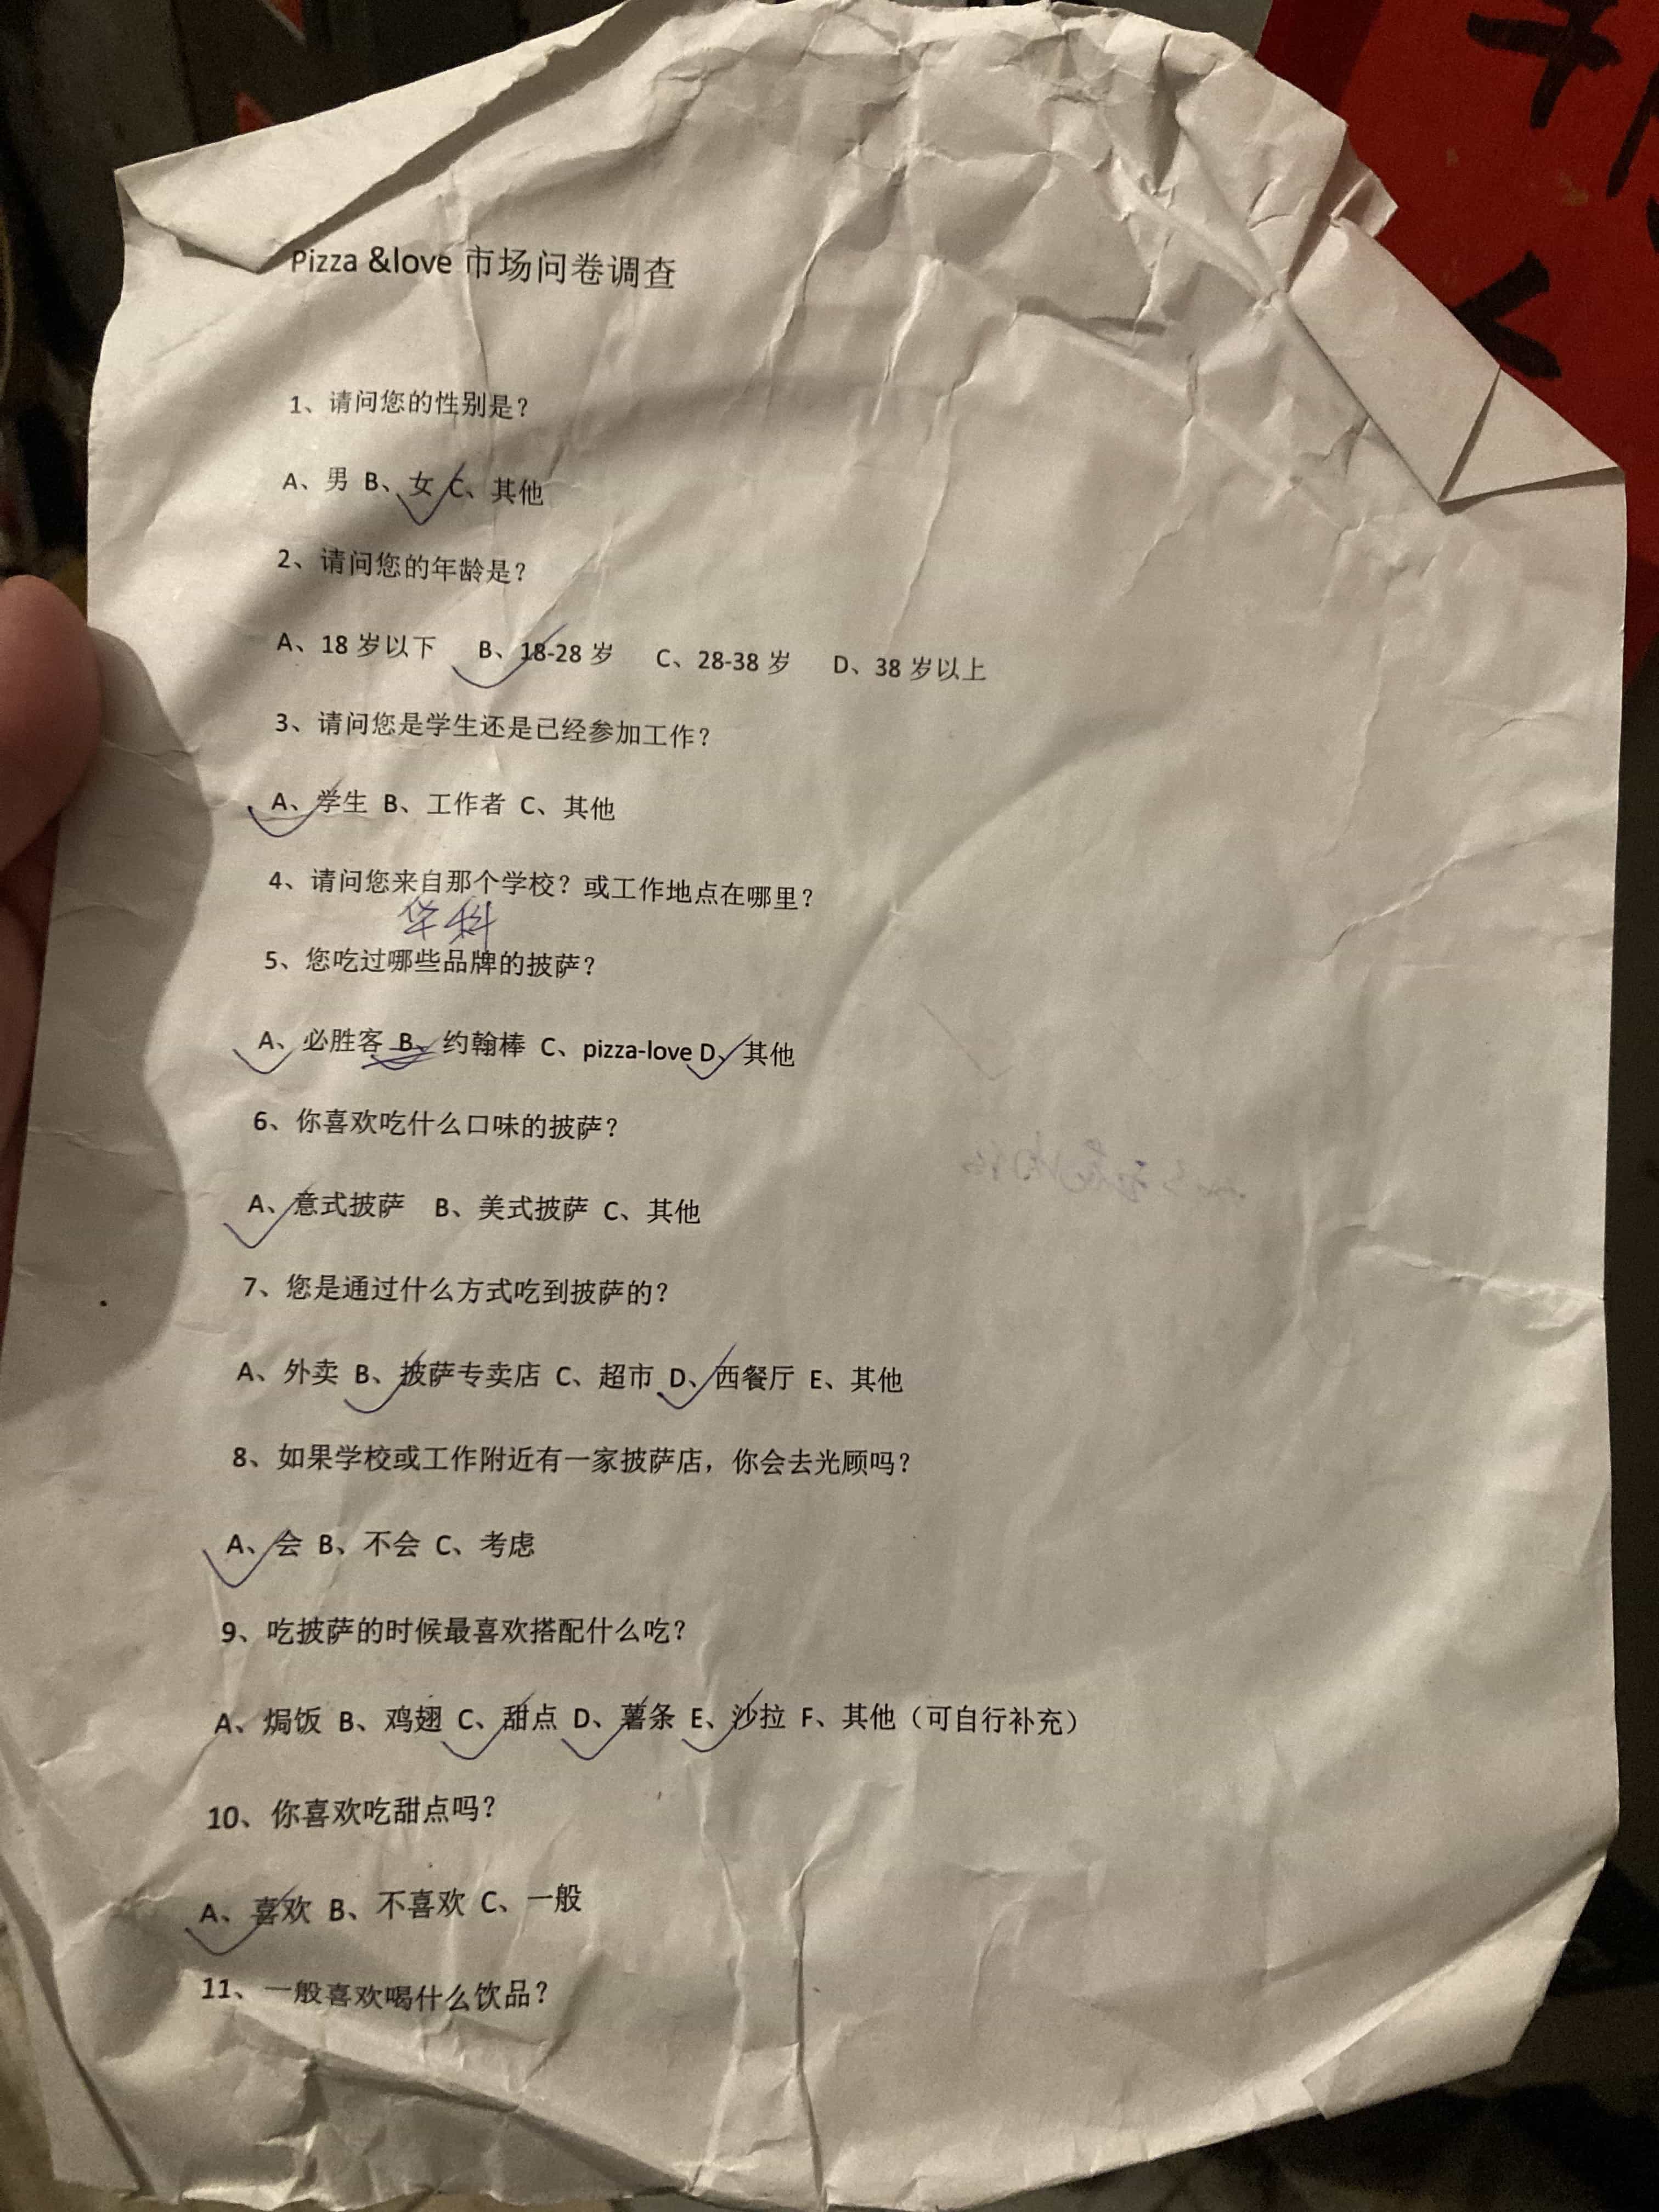 Pizza &love 市场问卷调查
1、请问您的性别是？
A、男 B、女 C、其他
2、请问您的年龄是？
A、18 岁以下 B、18-28 岁 C、28-38 岁 D、38 岁以上
3、请问您是学生还是已经参加工作？
A、学生 B、工作者 C、其他
4、请问您来自那个学校？或工作地点在哪里？
华科
5、您吃过哪些品牌的披萨？
A、必胜客 B、约翰棒 C、pizza-love D、其他
6、你喜欢吃什么口味的披萨？
A、意式披萨 B、美式披萨 C、其他
7、您是通过什么方式吃到披萨的？
A、外卖 B、披萨专卖店 C、超市 D、西餐厅 E、其他
8、如果学校或工作附近有一家披萨店，你会去光顾吗？
A、会 B、不会 C、考虑
9、吃披萨的时候最喜欢搭配什么吃？
A、焗饭 B、鸡翅 C、甜点 D、薯条 E、沙拉 F、其他（可自行补充）
10、你喜欢吃甜点吗？
A、喜欢 B、不喜欢 C、一般
11、一般喜欢喝什么饮品？